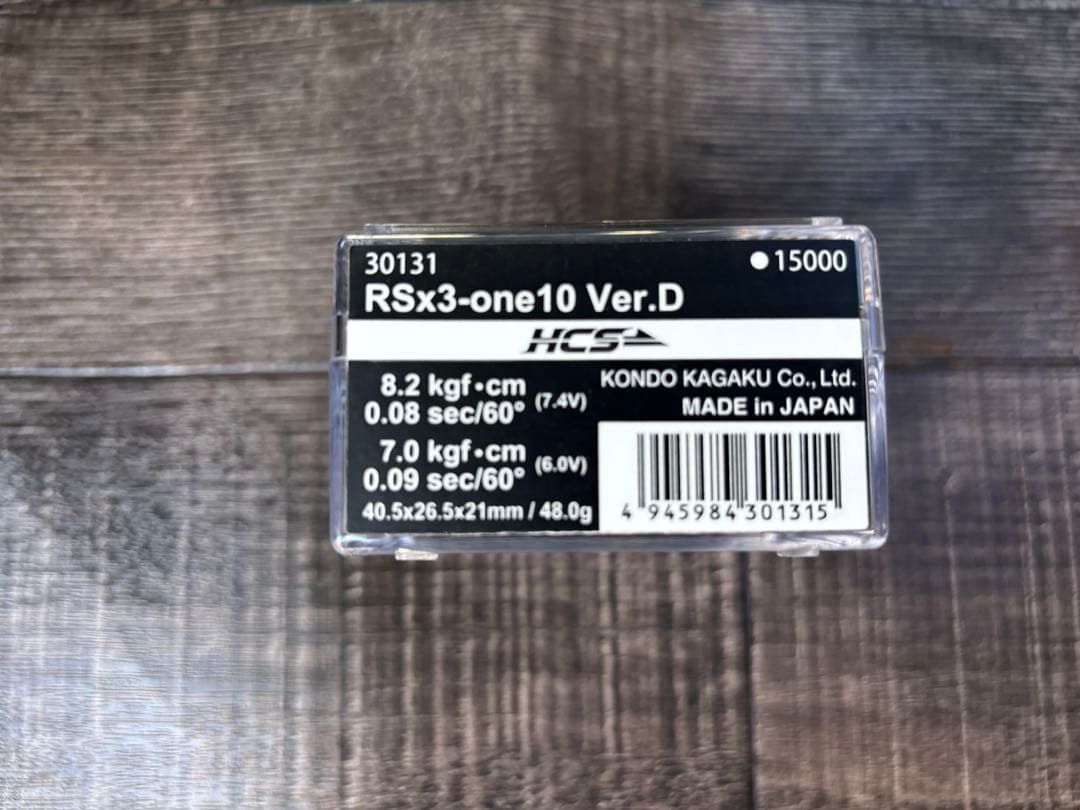 30131
●15000
RSx3-one10 Ver.D
HCS
8.2 kgf•cm
0.08 sec/60° (7.4V)
7.0 kgf•cm
0.09 sec/60° (6.0V)
40.5x26.5x21mm / 48.0g
KONDO KAGAKU Co., Ltd.
MADE in JAPAN
4 945984 301315